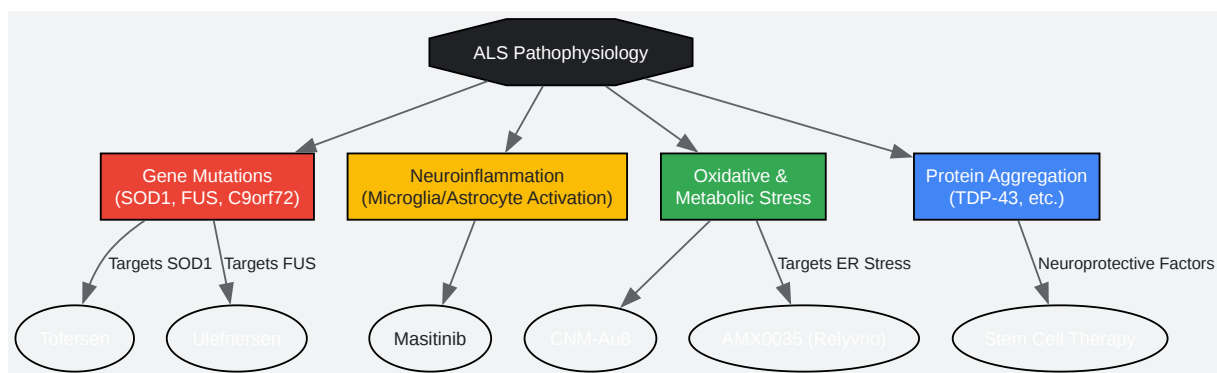 ALS Pathophysiology
Gene Mutations
(SOD1, FUS, C9orf72)
Neuroinflammation
(Microglia/Astrocyte Activation)
Oxidative &
Metabolic Stress
Protein Aggregation
(TDP-43, etc.)
Targets SOD1
Targets FUS
Targets ER Stress
Neuroprotective Factors
Tofersen
Ulefnersen
Masitinib
CNM-Au8
AMX0035 (Relyvrio)
Stem Cell Therapy